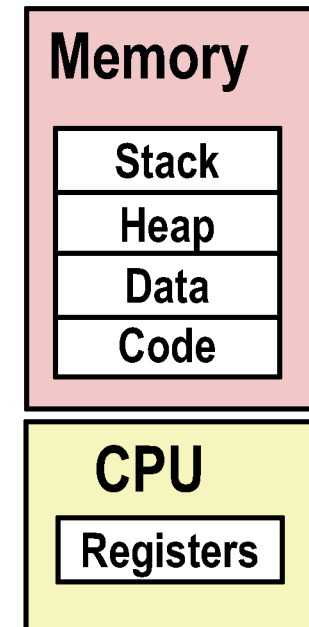 Memory
Stack
Heap
Data
Code
CPU
Registers